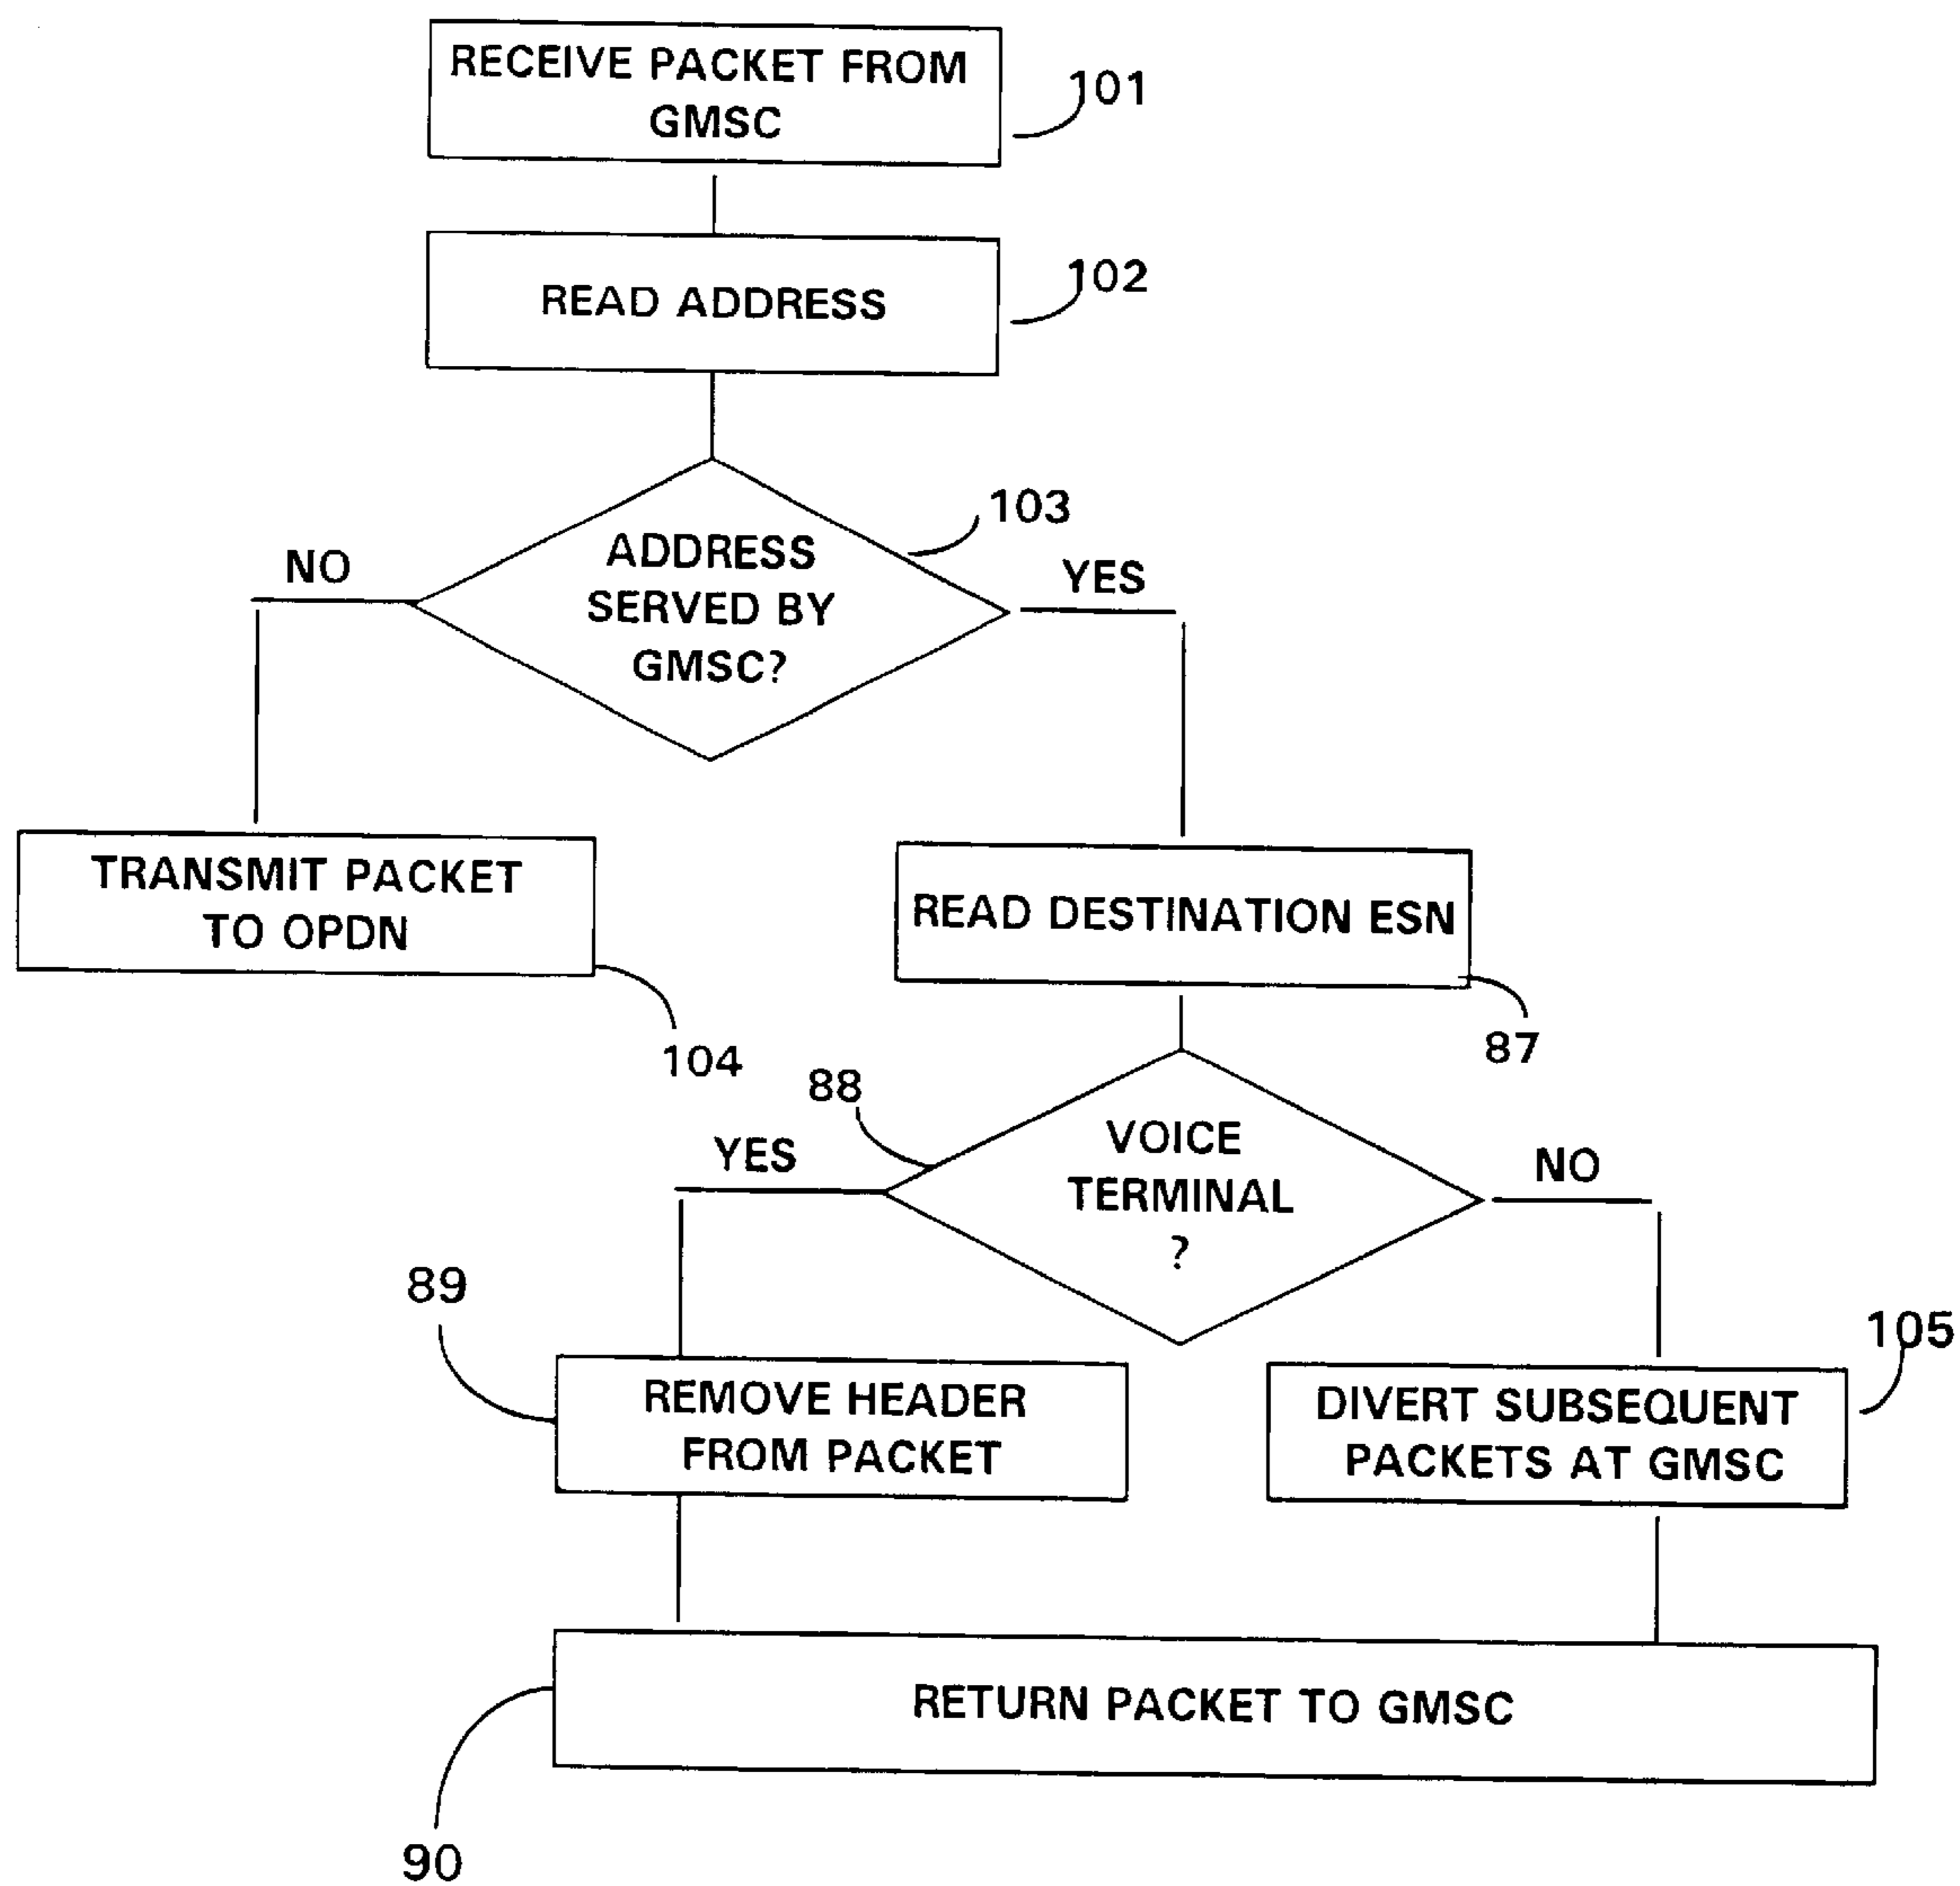 RECEIVE PACKET FROM
GMSC
101
READ ADDRESS
102
103
ADDRESS
SERVED BY
GMSC?
NO
YES
TRANSMIT PACKET
TO OPDN
104
READ DESTINATION ESN
87
88
VOICE
TERMINAL
?
YES
NO
89
REMOVE HEADER
FROM PACKET
105
DIVERT SUBSEQUENT
PACKETS AT GMSC
RETURN PACKET TO GMSC
90